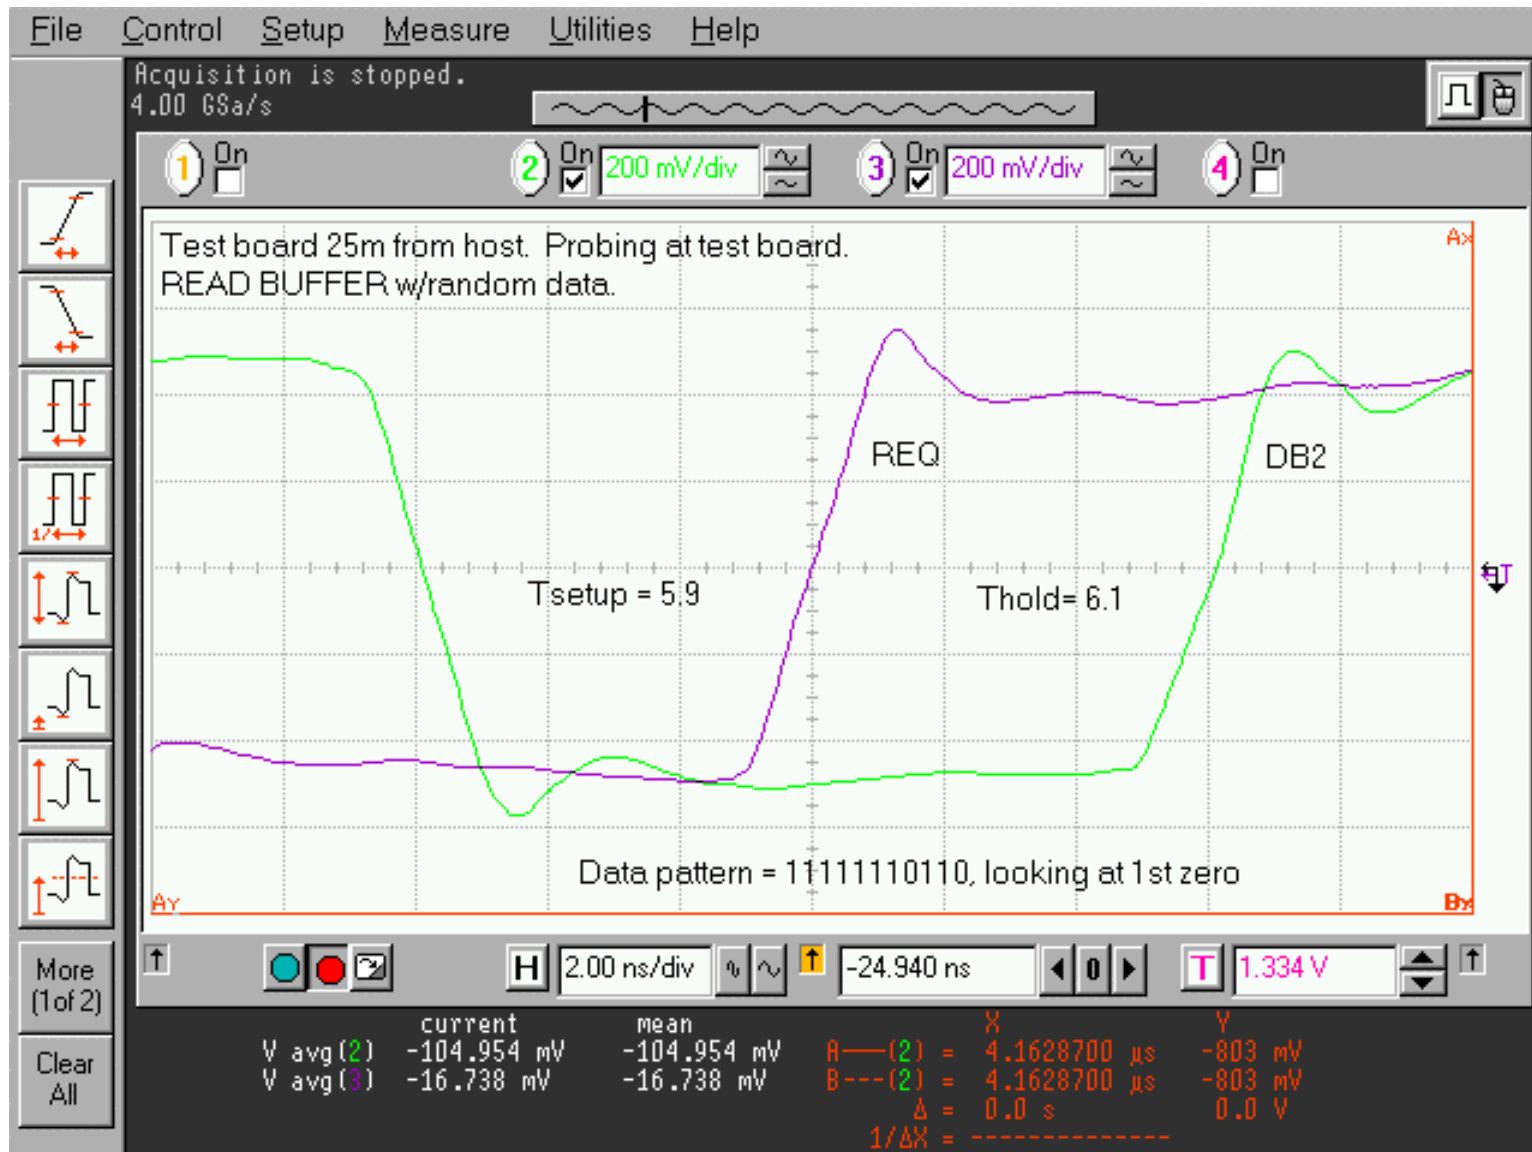 File Control Setup Measure Utilities Help
Acquisition is stopped.
4.00 GSa/s
1 On 2 On 200 mV/div 3 On 200 mV/div 4 On
Ax
Test board 25m from host. Probing at test board.
READ BUFFER w/random data.
REQ DB2
T
Tsetup = 5.9 Thold= 6.1
1/
Data pattern = 11111110110, looking at 1st zero
Ay Bx
More
(1of 2)
H 2.00 ns/div -24.940 ns 0 T 1.334 V
Clear
All
current mean X Y
V avg(2) -104.954 mV -104.954 mV A——(2) = 4.1628700 µs -803 mV
V avg(3) -16.738 mV -16.738 mV B---(2) = 4.1628700 µs -803 mV
Δ = 0.0 s 0.0 V
1/ΔX = --------------